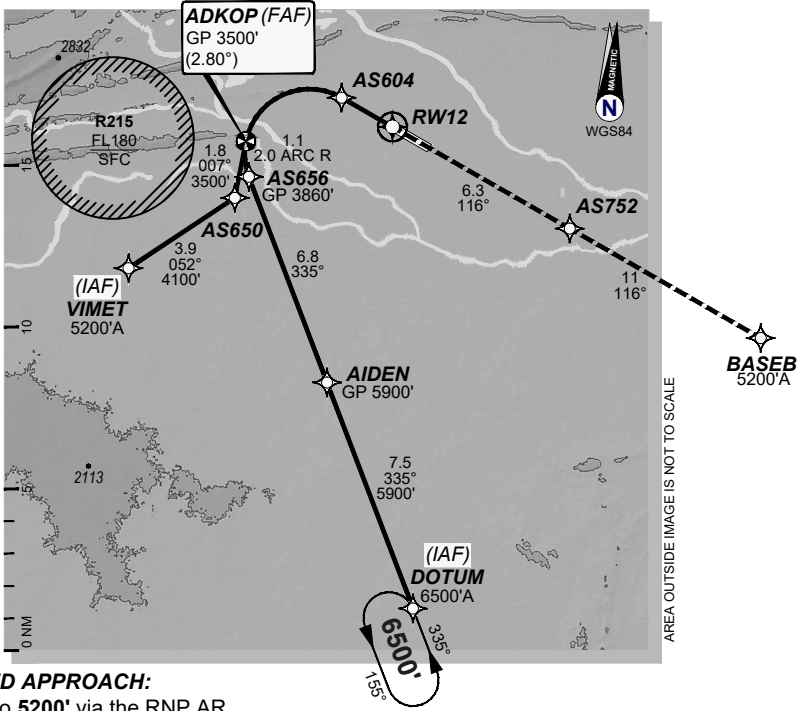 ADKOP (FAF)
GP 3500'
(2.80°)
2832
R215
FL180
SFC
AS604
RW12
MAGNETIC
N
WGS84
1.8
007°
3500'
1.1
2.0 ARC R
AS656
GP 3860'
AS650
15
6.3
116°
AS752
3.9
052°
4100'
6.8
335°
(IAF)
VIMET
5200'A
11
116°
10
AIDEN
GP 5900'
BASEB
5200'A
2113
7.5
335°
5900'
5
(IAF)
DOTUM
6500'A
6500'
335°
155°
0 NM
AREA OUTSIDE IMAGE IS NOT TO SCALE
D APPROACH:
o 5200' via the RNP AR